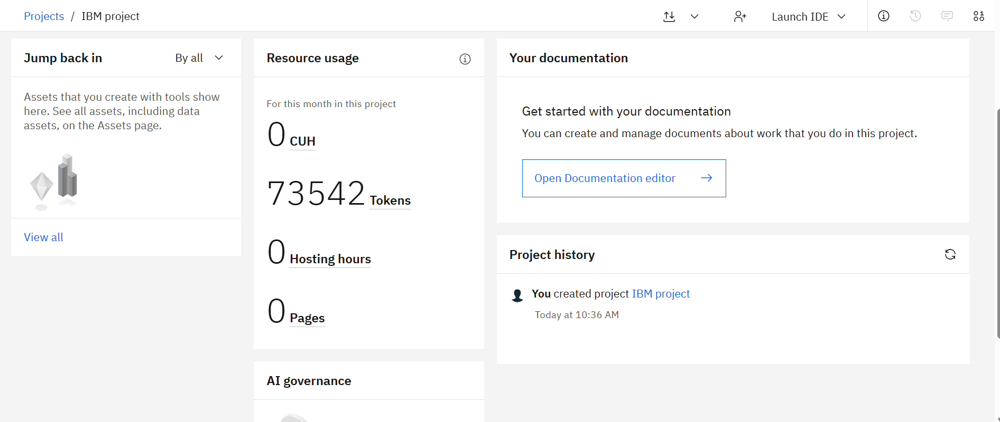 Projects / IBM project
Launch IDE
Jump back in
By all
Assets that you create with tools show
here. See all assets, including data
assets, on the Assets page.
View all
Resource usage
For this month in this project
0 CUH
73542 Tokens
0 Hosting hours
0 Pages
AI governance
Your documentation
Get started with your documentation
You can create and manage documents about work that you do in this project.
Open Documentation editor
Project history
You created project IBM project
Today at 10:36 AM